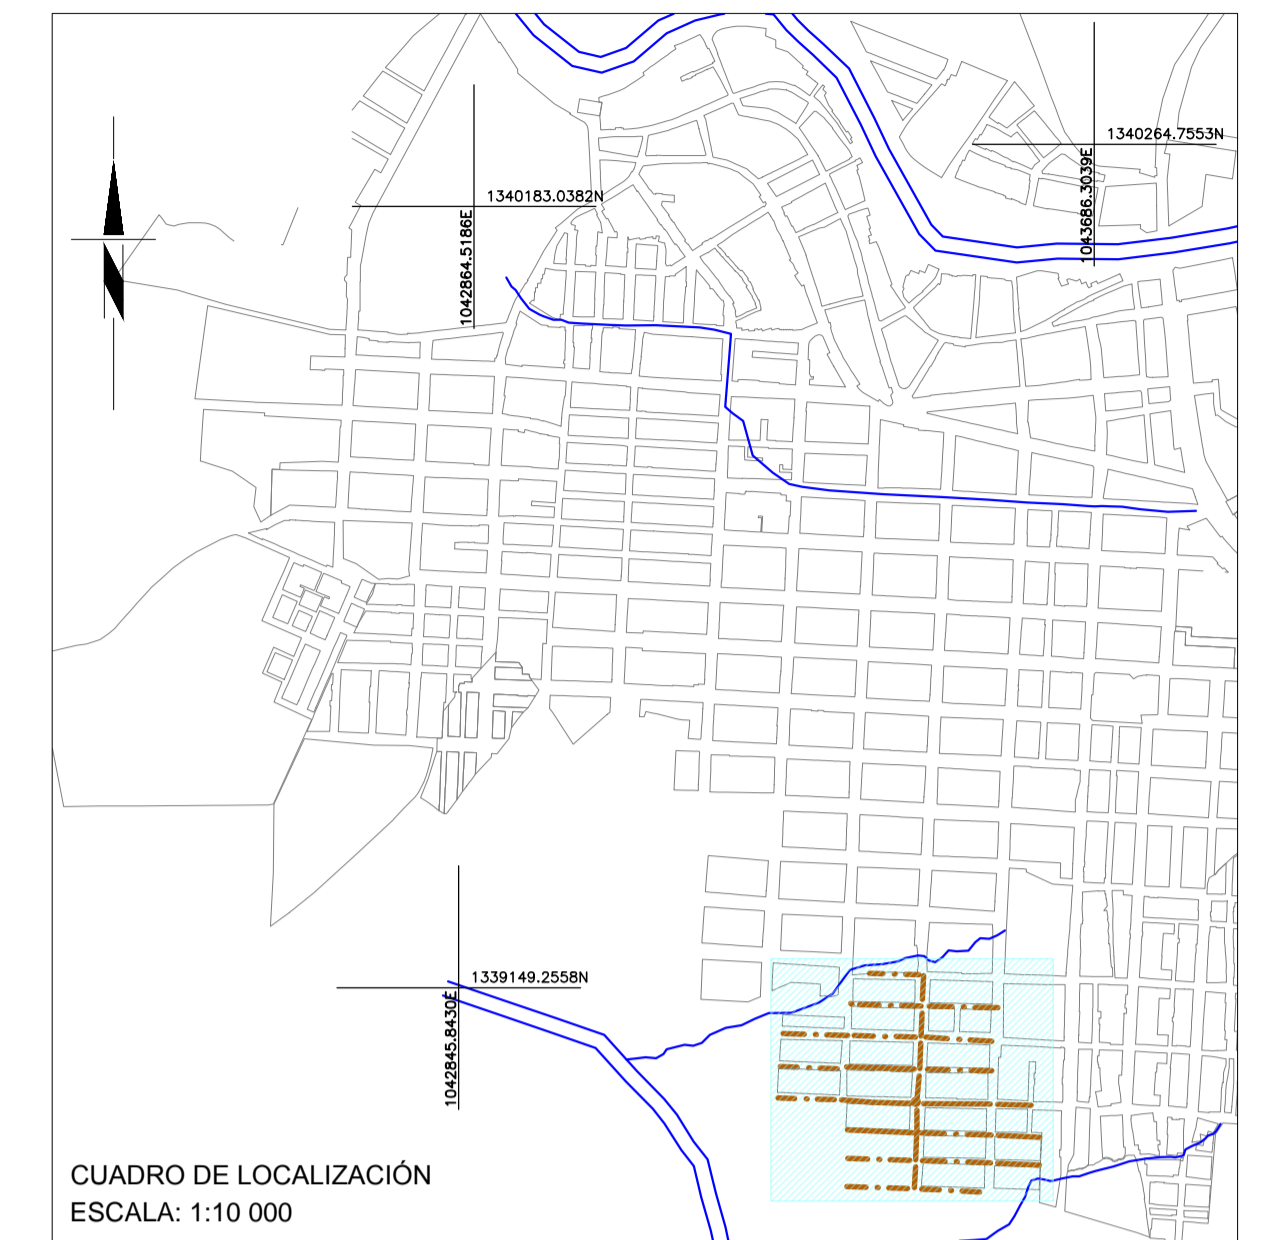 1340264.7553N
1043686.3039E
1340183.0382N
1042864.5186E
1339149.2558N
1042845.8430E
CUADRO DE LOCALIZACIÓN
ESCALA: 1:10 000